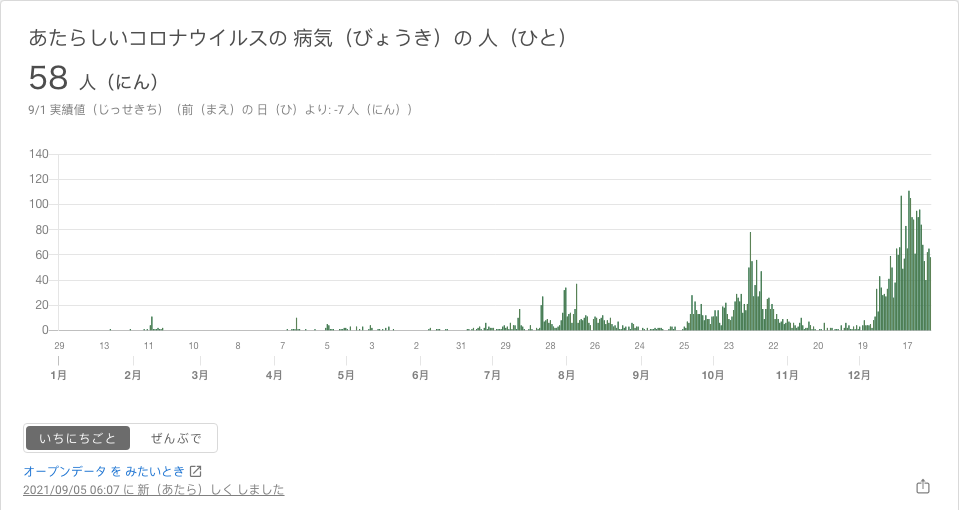 あたらしいコロナウイルスの 病気（びょうき）の 人（ひと）
58 人（にん）
9/1 実績値（じっせきち）（前（まえ）の 日（ひ）より: -7 人（にん））
140
120
100
80
60
40
20
0
29 13 11 10 8 7 5 3 2 31 29 28 26 24 25 23 22 20 19 17
1月 2月 3月 4月 5月 6月 7月 8月 9月 10月 11月 12月
いちにちごと ぜんぶで
オープンデータ を みたいとき
2021/09/05 06:07 に 新（あたら）しく しました